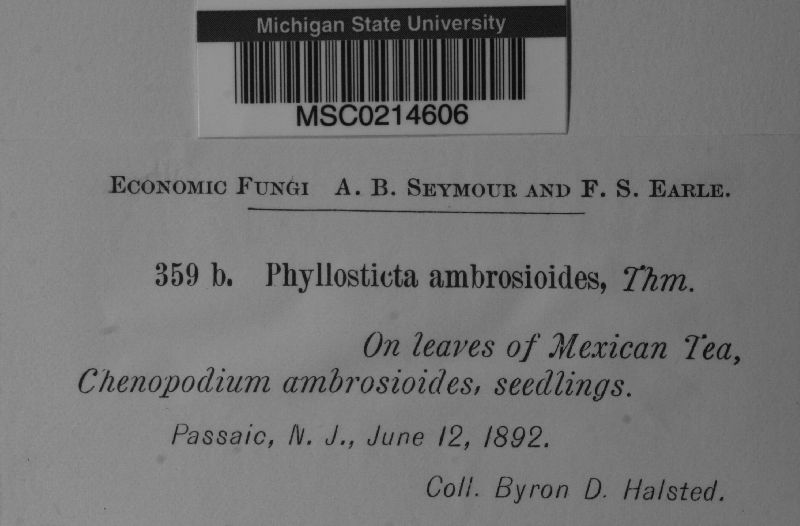 Michigan State University
MSC0214606
Economic Fungi A. B. Seymour and F. S. Earle.
359 b. Phyllosticta ambrosioides, Thm.
On leaves of Mexican Tea,
Chenopodium ambrosioides, seedlings.
Passaic, N. J., June 12, 1892.
Coll. Byron D. Halsted.